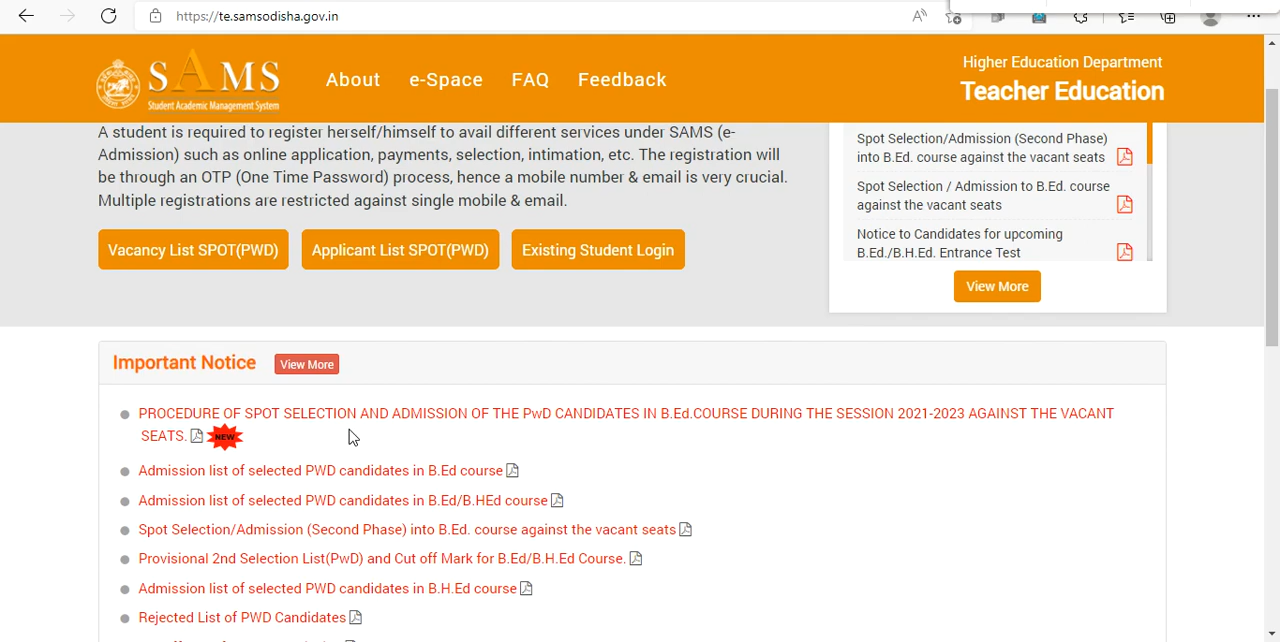 https://te.samsodisha.gov.in
SAMS
Student Academic Management System
About e-Space FAQ Feedback
Higher Education Department
Teacher Education
A student is required to register herself/himself to avail different services under SAMS (e-
Admission) such as online application, payments, selection, intimation, etc. The registration will
be through an OTP (One Time Password) process, hence a mobile number & email is very crucial.
Multiple registrations are restricted against single mobile & email.
Vacancy List SPOT(PWD) Applicant List SPOT(PWD) Existing Student Login
Spot Selection/Admission (Second Phase)
into B.Ed. course against the vacant seats
Spot Selection / Admission to B.Ed. course
against the vacant seats
Notice to Candidates for upcoming
B.Ed./B.H.Ed. Entrance Test
View More
Important Notice View More
PROCEDURE OF SPOT SELECTION AND ADMISSION OF THE PwD CANDIDATES IN B.Ed.COURSE DURING THE SESSION 2021-2023 AGAINST THE VACANT
SEATS. NEW
Admission list of selected PWD candidates in B.Ed course
Admission list of selected PWD candidates in B.Ed/B.HEd course
Spot Selection/Admission (Second Phase) into B.Ed. course against the vacant seats
Provisional 2nd Selection List(PwD) and Cut off Mark for B.Ed/B.H.Ed Course.
Admission list of selected PWD candidates in B.H.Ed course
Rejected List of PWD Candidates